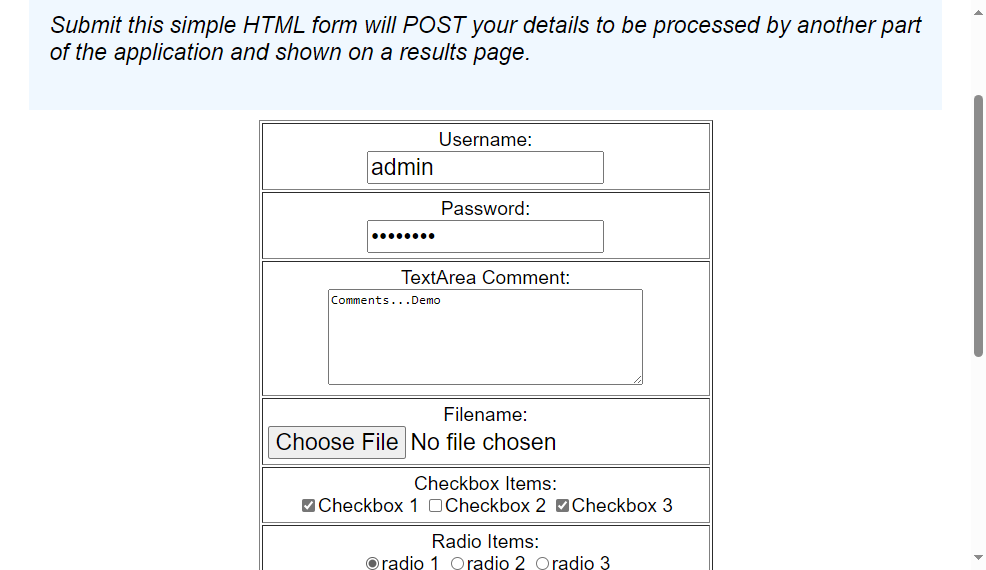 Submit this simple HTML form will POST your details to be processed by another part
of the application and shown on a results page.
Username:
admin
Password:
••••••••
TextArea Comment:
Comments...Demo
Filename:
Choose File No file chosen
Checkbox Items:
Checkbox 1 Checkbox 2 Checkbox 3
Radio Items:
radio 1 radio 2 radio 3